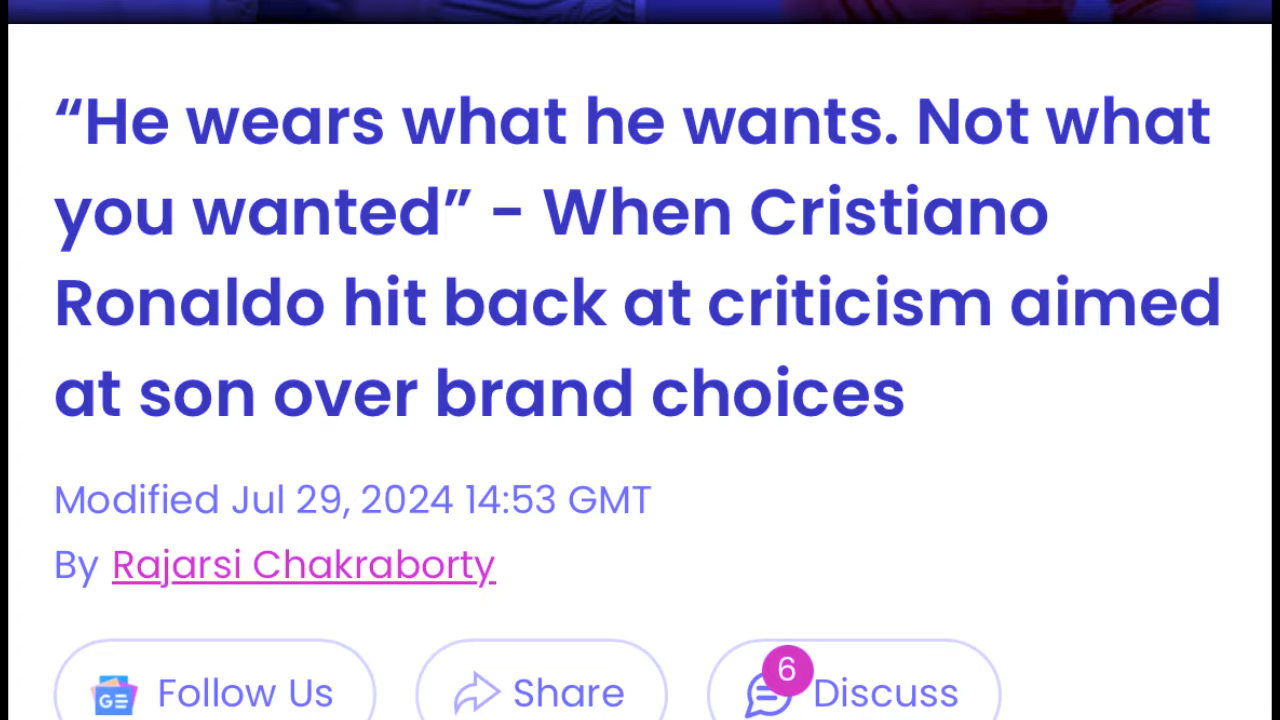 “He wears what he wants. Not what
you wanted” - When Cristiano
Ronaldo hit back at criticism aimed
at son over brand choices
Modified Jul 29, 2024 14:53 GMT
By Rajarsi Chakraborty
GE Follow Us
Share
6 Discuss